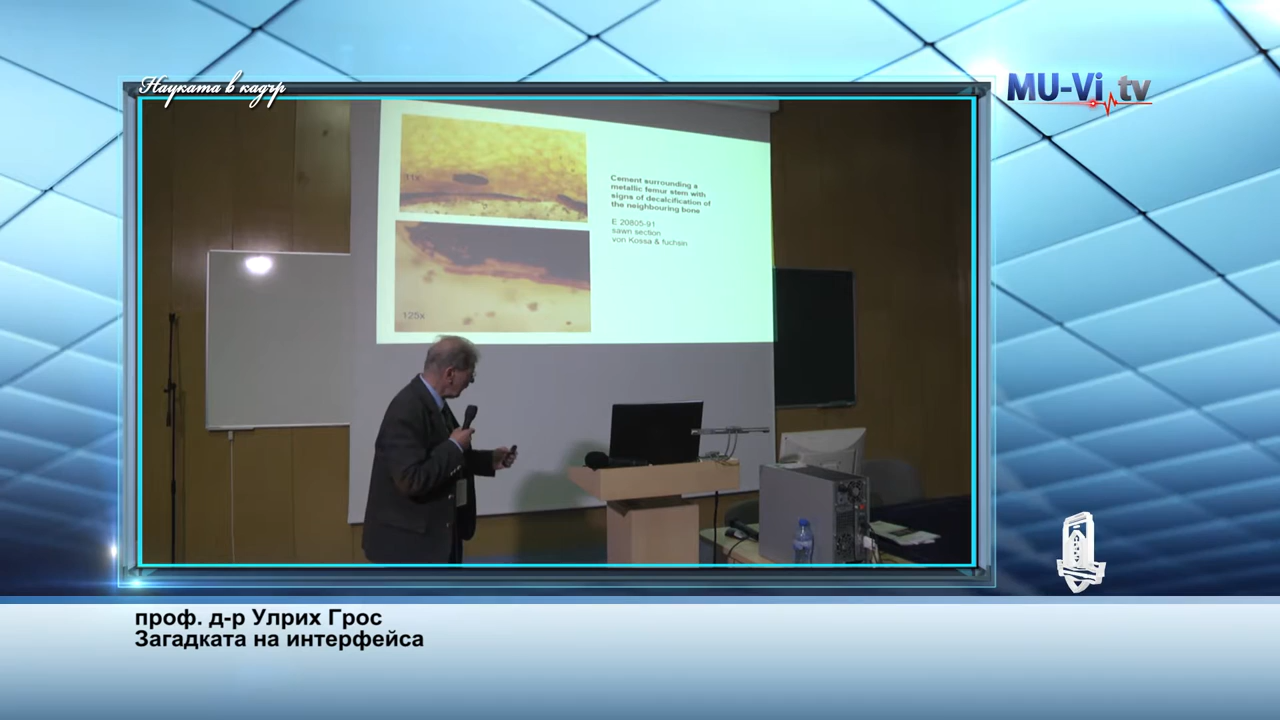 Науката в кадър
MU-Vi.tv
11x
Cement surrounding a
metallic femur stem with
signs of decalcification of
the neighbouring bone
E 20805-91
sawn section
von Kossa & fuchsin
125x
проф. д-р Улрих Грос
Загадката на интерфейса